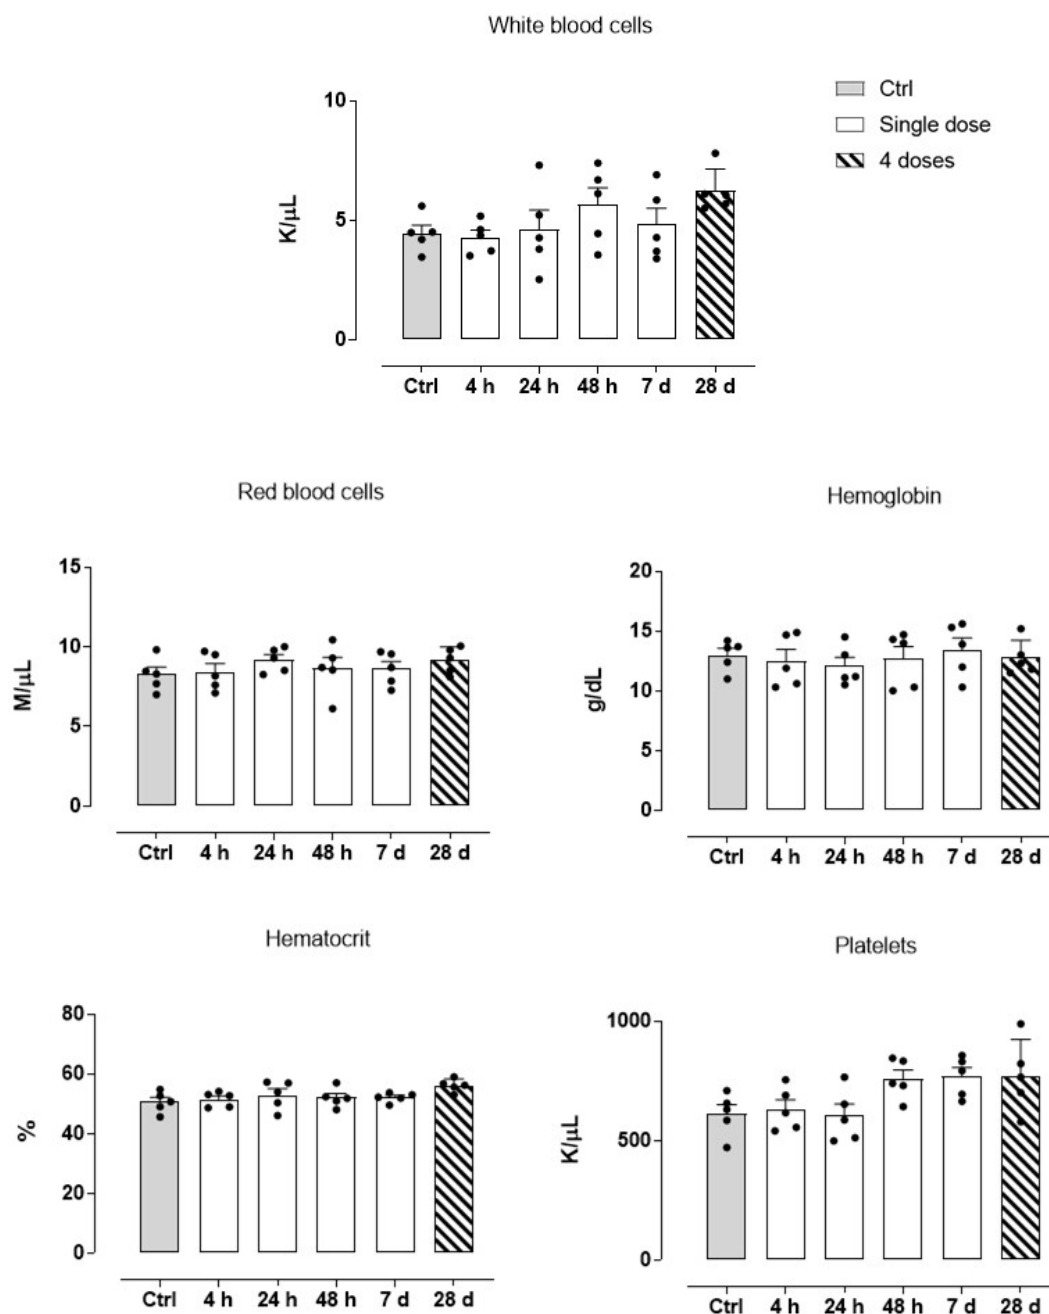 White blood cells
Ctrl
Single dose
4 doses
10
5
0
K/μL
Ctrl 4 h 24 h 48 h 7 d 28 d
Red blood cells
15
10
5
0
M/μL
Ctrl 4 h 24 h 48 h 7 d 28 d
Hemoglobin
20
15
10
5
0
g/dL
Ctrl 4 h 24 h 48 h 7 d 28 d
Hematocrit
80
60
40
20
0
%
Ctrl 4 h 24 h 48 h 7 d 28 d
Platelets
1000
500
0
K/μL
Ctrl 4 h 24 h 48 h 7 d 28 d